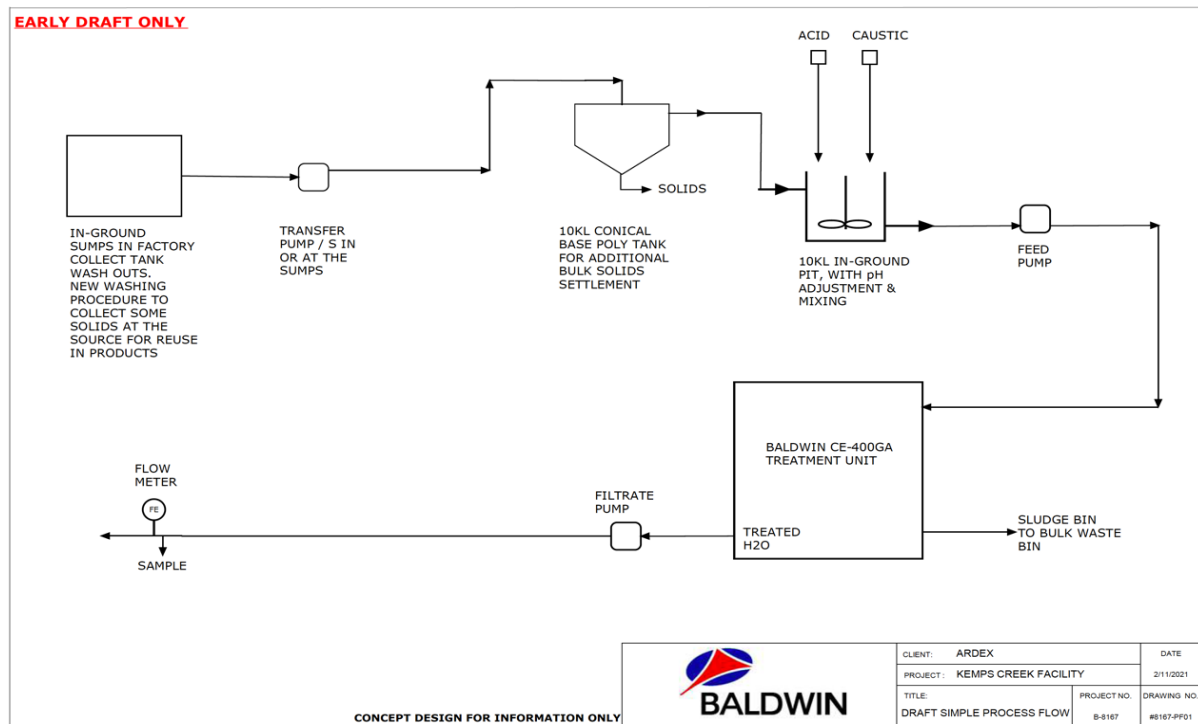 EARLY DRAFT ONLY
ACID
CAUSTIC
SOLIDS
IN-GROUND
SUMPS IN FACTORY
COLLECT TANK
WASH OUTS.
NEW WASHING
PROCEDURE TO
COLLECT SOME
SOLIDS AT THE
SOURCE FOR REUSE
IN PRODUCTS
TRANSFER
PUMP / S IN
OR AT THE
SUMPS
10KL CONICAL
BASE POLY TANK
FOR ADDITIONAL
BULK SOLIDS
SETTLEMENT
10KL IN-GROUND
PIT, WITH pH
ADJUSTMENT &
MIXING
FEED
PUMP
BALDWIN CE-400GA
TREATMENT UNIT
TREATED
H2O
SLUDGE BIN
TO BULK WASTE
BIN
FILTRATE
PUMP
FLOW
METER
FE
SAMPLE
CONCEPT DESIGN FOR INFORMATION ONLY
BALDWIN
CLIENT: ARDEX
PROJECT: KEMPS CREEK FACILITY
DATE
2/11/2021
TITLE:
DRAFT SIMPLE PROCESS FLOW
PROJECT NO.
B-8167
DRAWING NO.
#8167-PF01